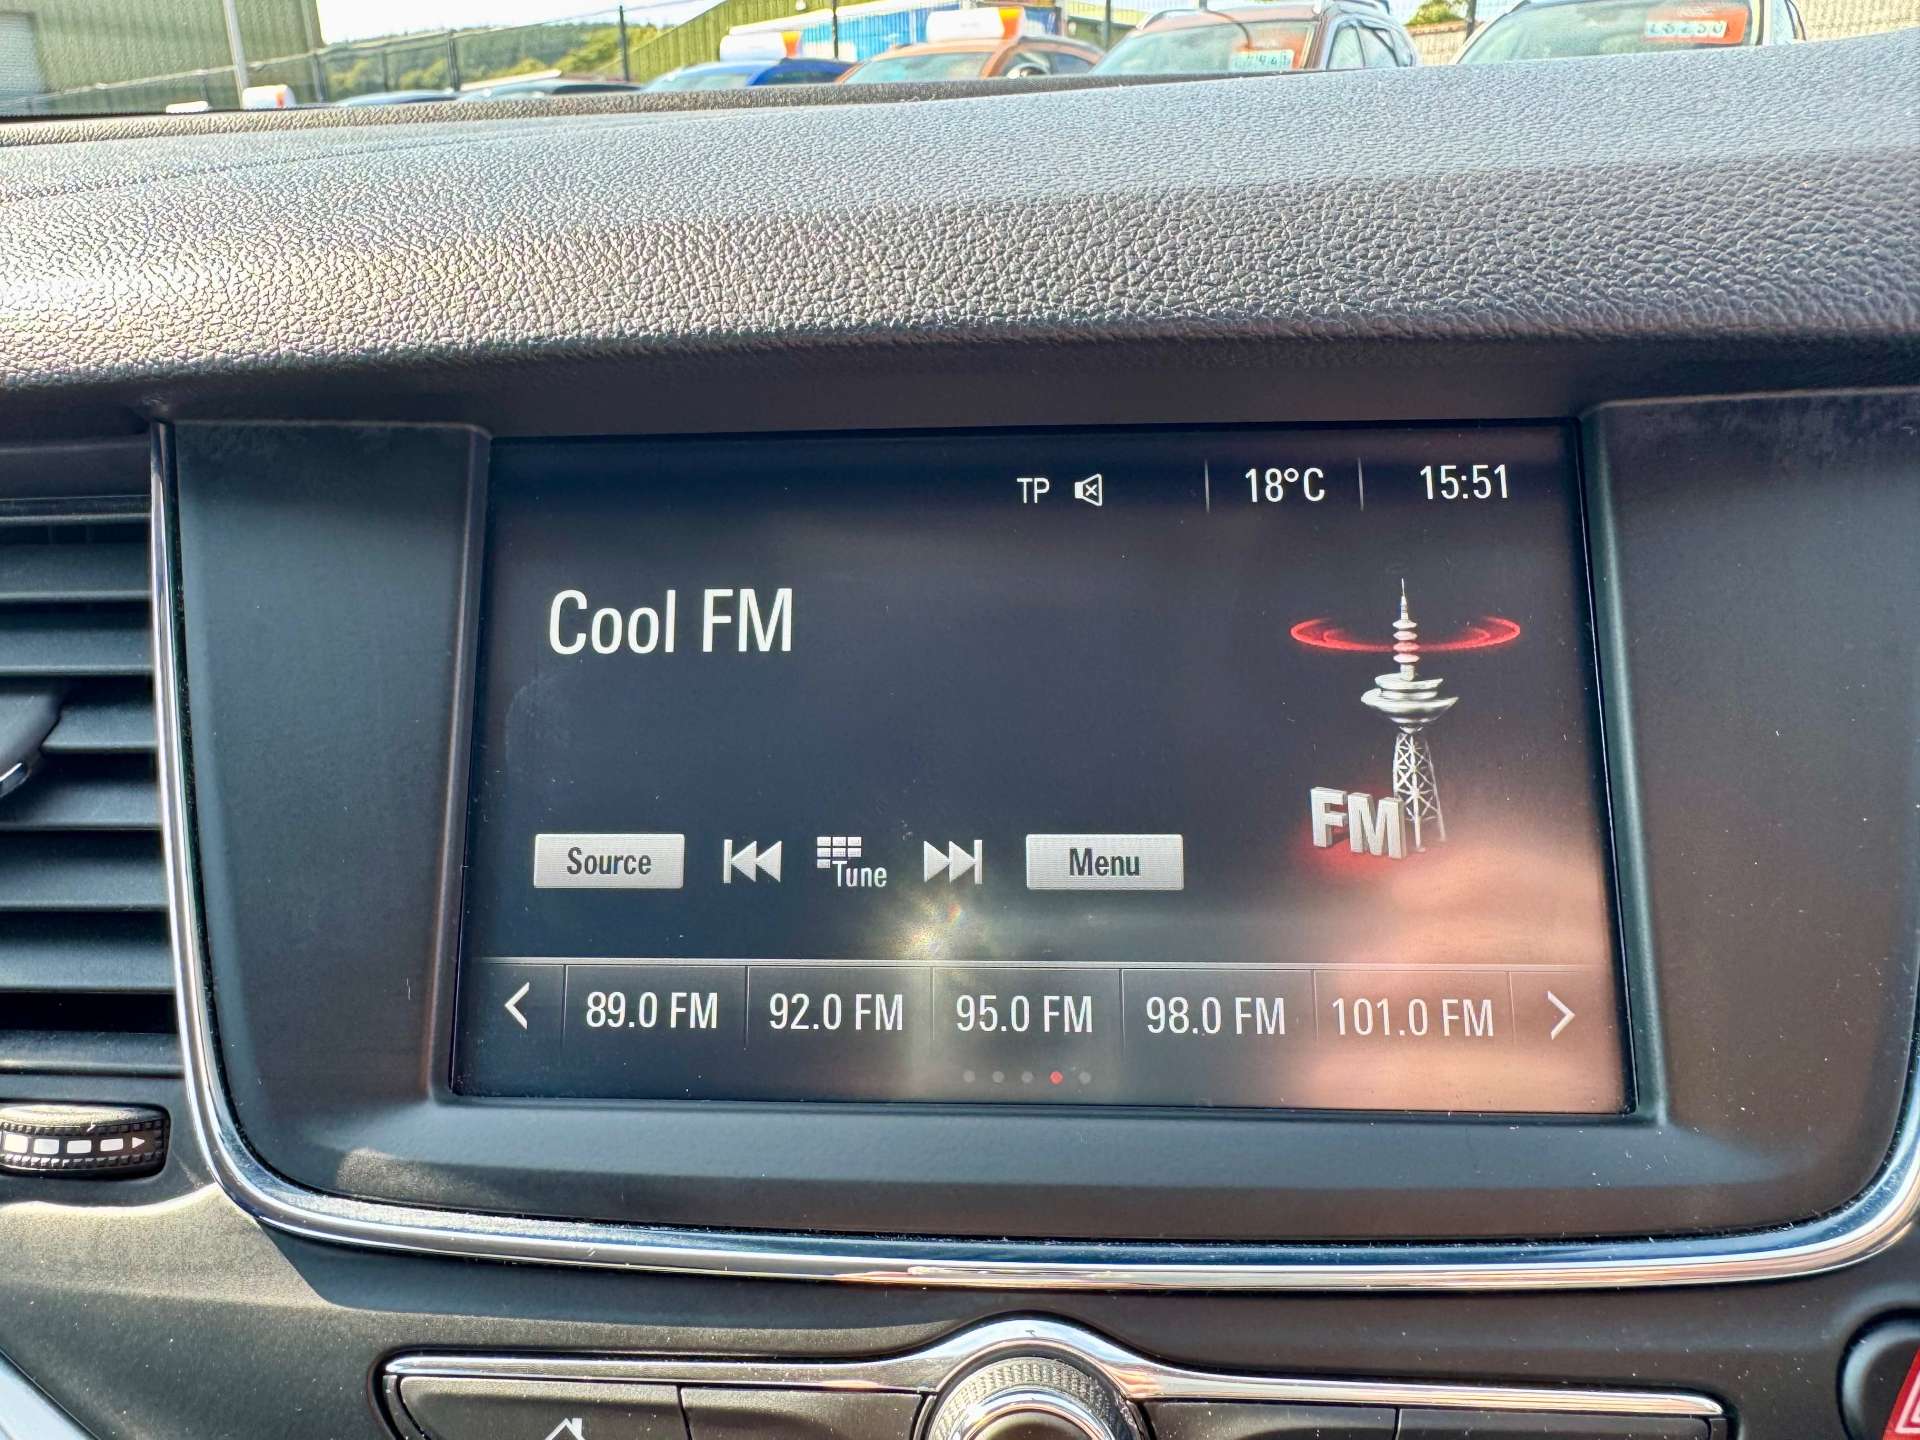 TP 18°C 15:51
Cool FM
FM
Source Tune Menu
89.0 FM 92.0 FM 95.0 FM 98.0 FM 101.0 FM